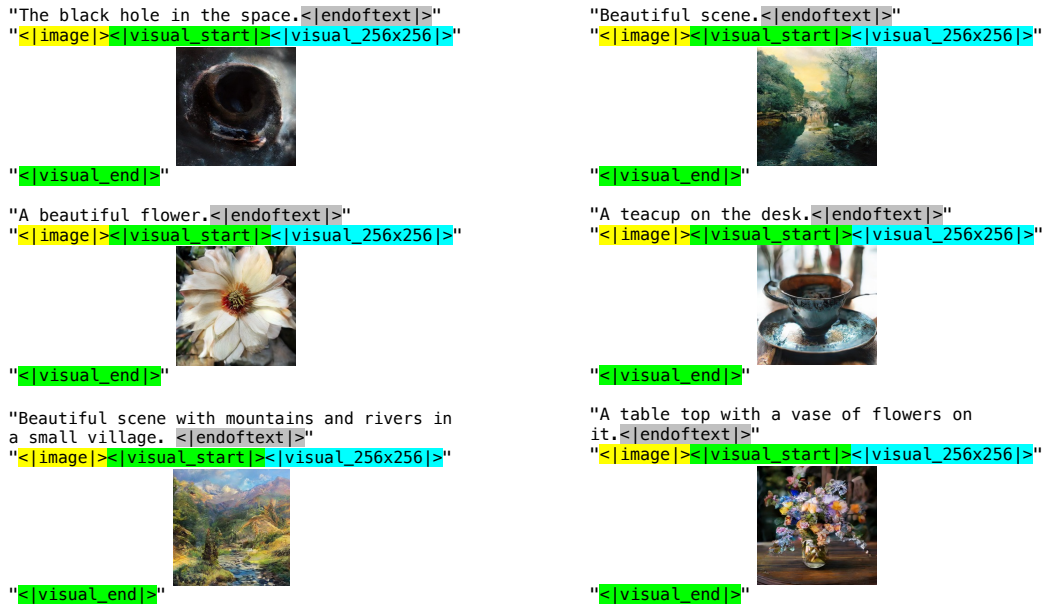 "The black hole in the space.<|endoftext|>"
"<|image|><|visual_start|><|visual_256x256|>"
"<|visual_end|>"
"A beautiful flower.<|endoftext|>"
"<|image|><|visual_start|><|visual_256x256|>"
"<|visual_end|>"
"Beautiful scene with mountains and rivers in
a small village. <|endoftext|>"
"<|image|><|visual_start|><|visual_256x256|>"
"<|visual_end|>"
"Beautiful scene.<|endoftext|>"
"<|image|><|visual_start|><|visual_256x256|>"
"<|visual_end|>"
"A teacup on the desk.<|endoftext|>"
"<|image|><|visual_start|><|visual_256x256|>"
"<|visual_end|>"
"A table top with a vase of flowers on
it.<|endoftext|>"
"<|image|><|visual_start|><|visual_256x256|>"
"<|visual_end|>"